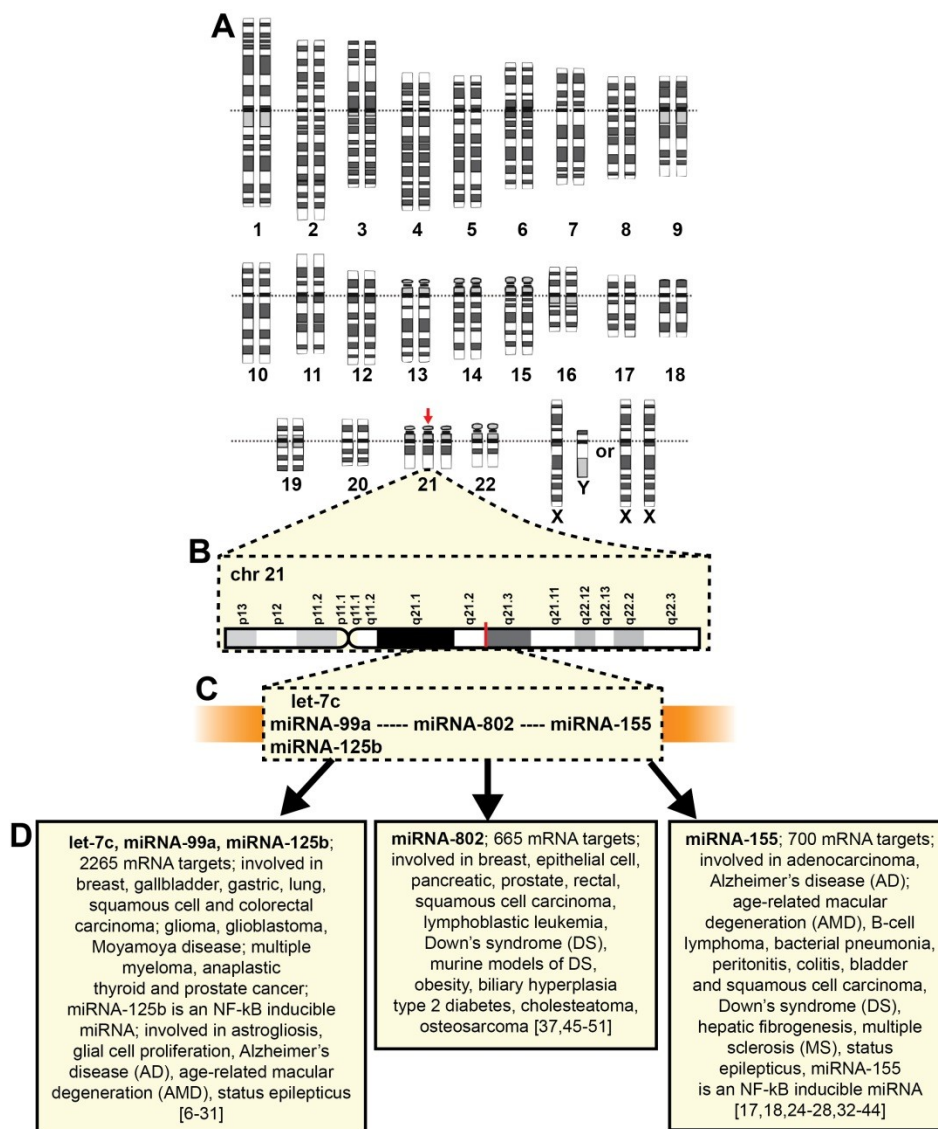 A
1 2 3 4 5 6 7 8 9
10 11 12 13 14 15 16 17 18
19 20 21 22 X Y or X X
B
chr 21
p13 p12 p11.2 p11.1 q11.1 q11.2 q21.1 q21.2 q21.3 q21.11 q22.12 q22.13 q22.2 q22.3
C
let-7c
miRNA-99a ----- miRNA-802 ---- miRNA-155
miRNA-125b
D
let-7c, miRNA-99a, miRNA-125b;
2265 mRNA targets; involved in
breast, gallbladder, gastric, lung,
squamous cell and colorectal
carcinoma; glioma, glioblastoma,
Moyamoya disease; multiple
myeloma, anaplastic
thyroid and prostate cancer;
miRNA-125b is an NF-kB inducible
miRNA; involved in astrogliosis,
glial cell proliferation, Alzheimer's
disease (AD), age-related macular
degeneration (AMD), status epilepticus
[6-31]
miRNA-802; 665 mRNA targets;
involved in breast, epithelial cell,
pancreatic, prostate, rectal,
squamous cell carcinoma,
lymphoblastic leukemia,
Down's syndrome (DS),
murine models of DS,
obesity, biliary hyperplasia
type 2 diabetes, cholesteatoma,
osteosarcoma [37,45-51]
miRNA-155; 700 mRNA targets;
involved in adenocarcinoma,
Alzheimer's disease (AD);
age-related macular
degeneration (AMD), B-cell
lymphoma, bacterial pneumonia,
peritonitis, colitis, bladder
and squamous cell carcinoma,
Down's syndrome (DS),
hepatic fibrogenesis, multiple
sclerosis (MS), status
epilepticus, miRNA-155
is an NF-kB inducible miRNA
[17,18,24-28,32-44]